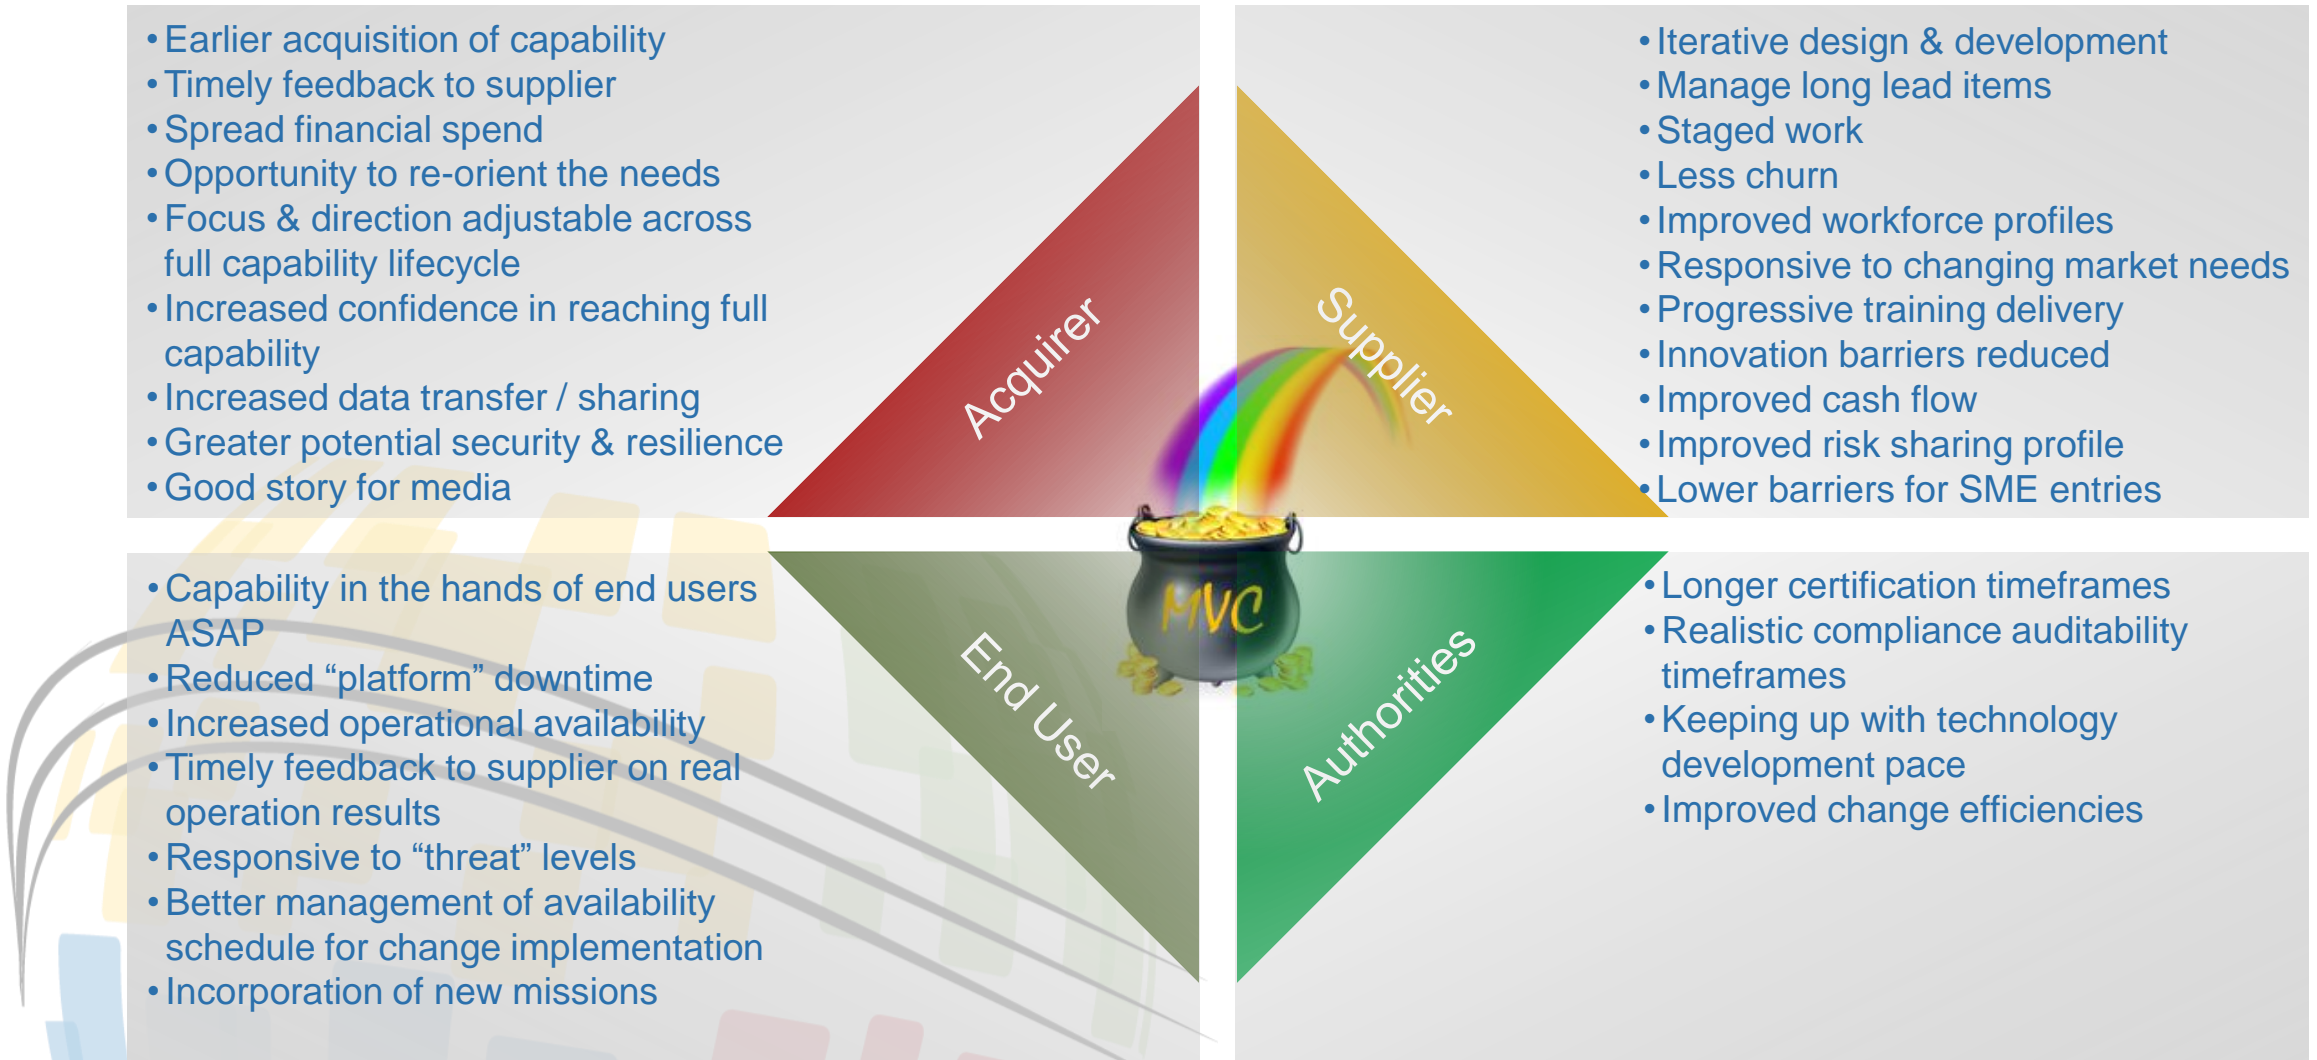 • Earlier acquisition of capability
• Timely feedback to supplier
• Spread financial spend
• Opportunity to re-orient the needs
• Focus & direction adjustable across
full capability lifecycle
• Increased confidence in reaching full
capability
• Increased data transfer / sharing
• Greater potential security & resilience
• Good story for media
Acquirer
Supplier
• Iterative design & development
• Manage long lead items
• Staged work
• Less churn
• Improved workforce profiles
• Responsive to changing market needs
• Progressive training delivery
• Innovation barriers reduced
• Improved cash flow
• Improved risk sharing profile
• Lower barriers for SME entries
MVC
• Capability in the hands of end users
ASAP
• Reduced “platform” downtime
• Increased operational availability
• Timely feedback to supplier on real
operation results
• Responsive to “threat” levels
• Better management of availability
schedule for change implementation
• Incorporation of new missions
End User
Authorities
• Longer certification timeframes
• Realistic compliance auditability
timeframes
• Keeping up with technology
development pace
• Improved change efficiencies